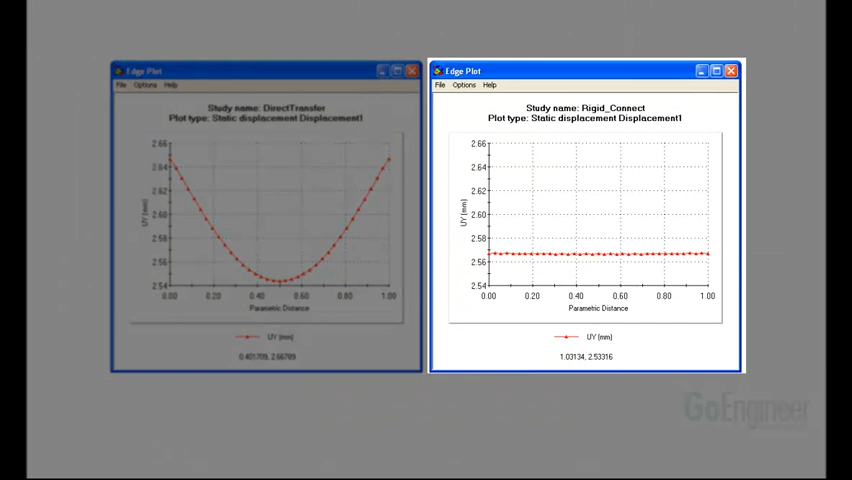 Edge Plot
File Options Help
Study name: DirectTransfer
Plot type: Static displacement Displacement1
2.66
2.64
2.62
2.60
2.58
2.56
2.54
UY (mm)
0.00 0.20 0.40 0.60 0.80 1.00
Parametric Distance
UY (mm)
0.401709, 2.66709
Edge Plot
File Options Help
Study name: Rigid_Connect
Plot type: Static displacement Displacement1
2.66
2.64
2.62
2.60
2.58
2.56
2.54
UY (mm)
0.00 0.20 0.40 0.60 0.80 1.00
Parametric Distance
UY (mm)
1.03134, 2.53316
GoEngineer